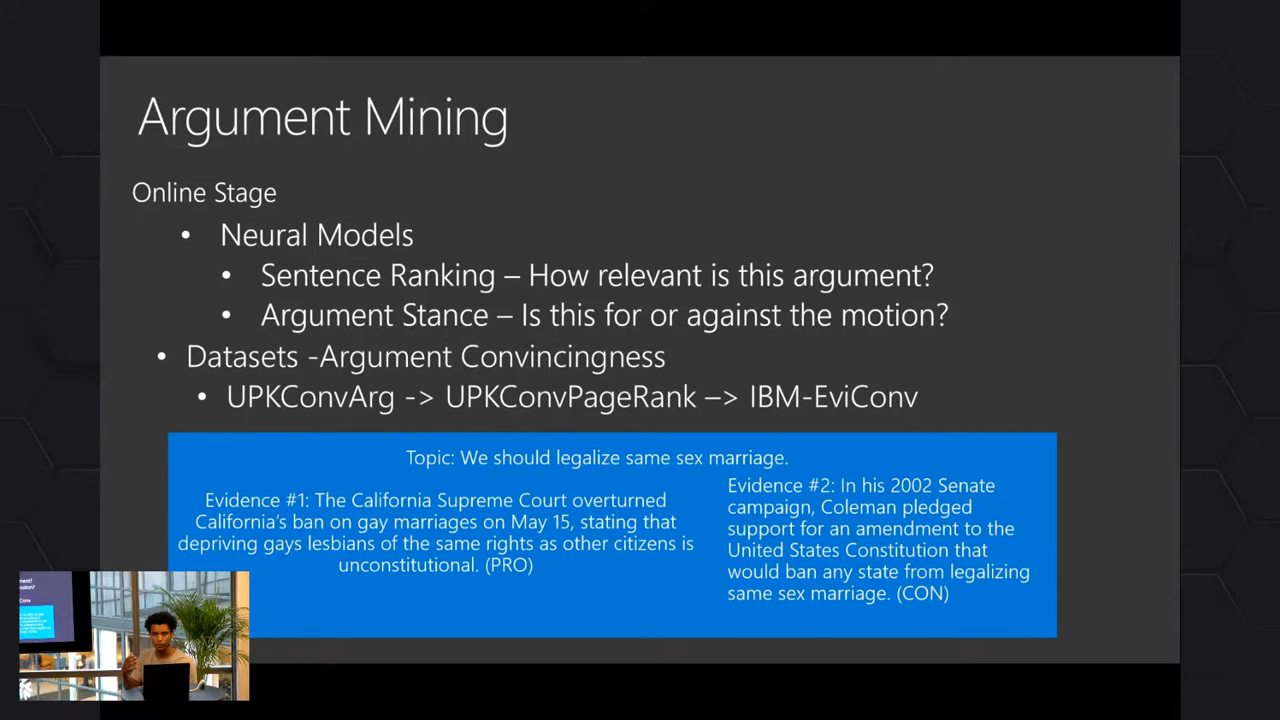 Argument Mining
Online Stage
• Neural Models
• Sentence Ranking – How relevant is this argument?
• Argument Stance – Is this for or against the motion?
• Datasets -Argument Convincingness
• UPKConvArg -> UPKConvPageRank –> IBM-EviConv
Topic: We should legalize same sex marriage.
Evidence #1: The California Supreme Court overturned
California's ban on gay marriages on May 15, stating that
depriving gays lesbians of the same rights as other citizens is
unconstitutional. (PRO)
Evidence #2: In his 2002 Senate
campaign, Coleman pledged
support for an amendment to the
United States Constitution that
would ban any state from legalizing
same sex marriage. (CON)